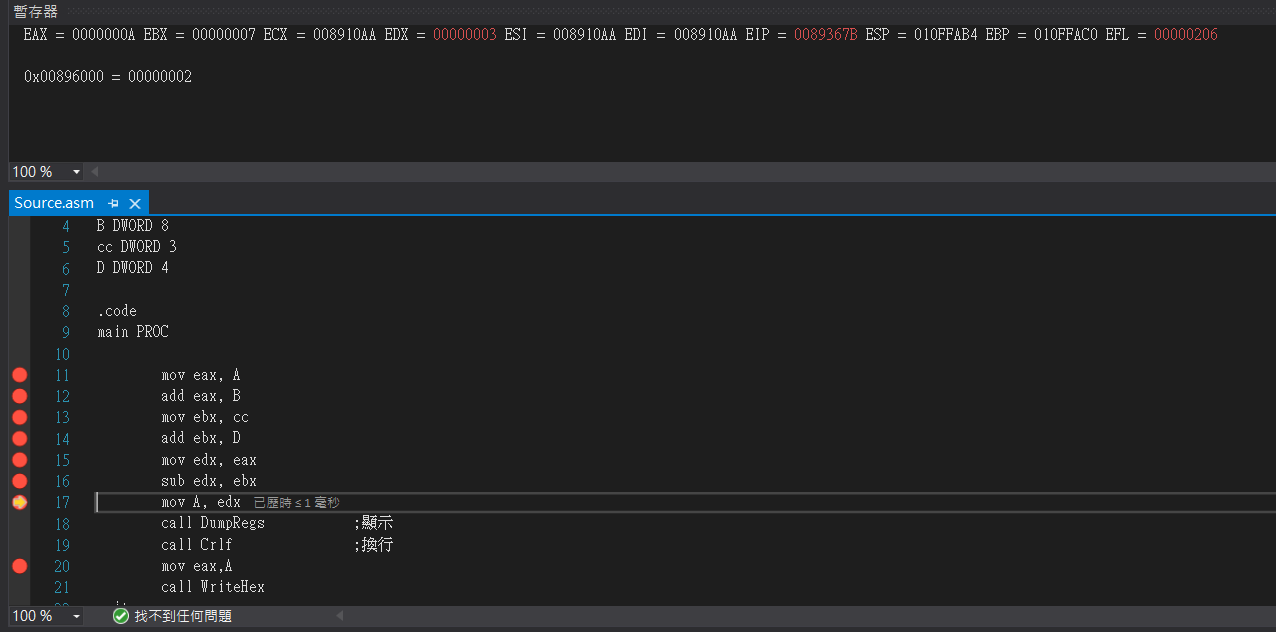 暫存器
EAX = 0000000A EBX = 00000007 ECX = 008910AA EDX = 00000003 ESI = 008910AA EDI = 008910AA EIP = 0089367B ESP = 010FFAB4 EBP = 010FFAC0 EFL = 00000206
0x00896000 = 00000002
100 %
Source.asm
4 B DWORD 8
5 cc DWORD 3
6 D DWORD 4
7
8 .code
9 main PROC
10
11 mov eax, A
12 add eax, B
13 mov ebx, cc
14 add ebx, D
15 mov edx, eax
16 sub edx, ebx
17 mov A, edx 已歷時 ≤ 1 毫秒
18 call DumpRegs ;顯示
19 call Crlf ;換行
20 mov eax,A
21 call WriteHex
100 % 找不到任何問題